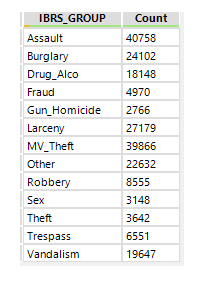 IBRS_GROUP Count
Assault 40758
Burglary 24102
Drug_Alco 18148
Fraud 4970
Gun_Homicide 2766
Larceny 27179
MV_Theft 39866
Other 22632
Robbery 8555
Sex 3148
Theft 3642
Trespass 6551
Vandalism 19647